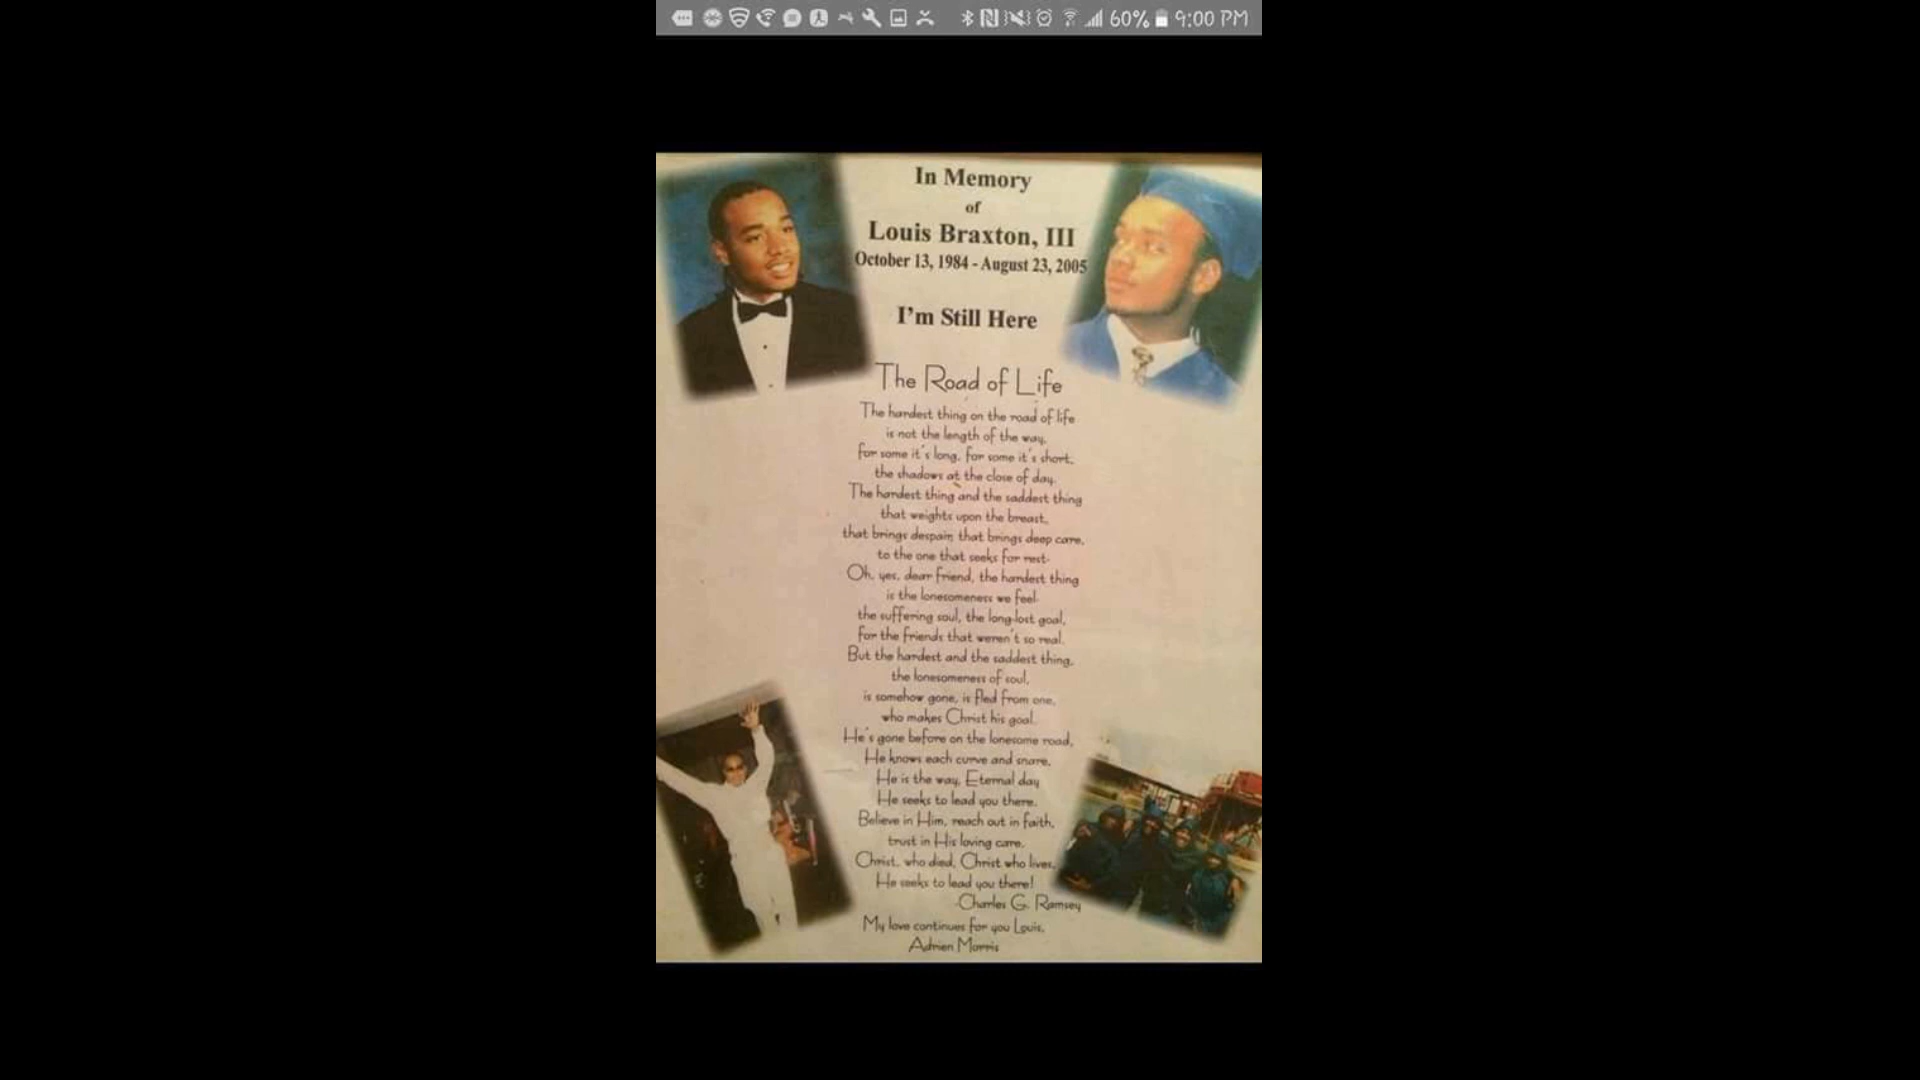 60% 9:00 PM
In Memory
of
Louis Braxton, III
October 13, 1984 - August 23, 2005
I'm Still Here
The Road of Life
The hardest thing on the road of life
is not the length of the way,
for some it's long, for some it's short,
the shadows at the close of day.
The hardest thing and the saddest thing
that weights upon the breast,
that brings despair, that brings deep care,
to the one that seeks for rest.
Oh, yes, dear friend, the hardest thing
is the lonesomeness we feel.
the suffering soul, the long-lost goal,
for the friends that weren't so real.
But the hardest and the saddest thing,
the lonesomeness of soul,
is somehow gone, is fled from one,
who makes Christ his goal.
He's gone before on the lonesome road,
He knows each curve and snare,
He is the way, Eternal day
He seeks to lead you there.
Believe in Him, reach out in faith,
trust in His loving care.
Christ, who died, Christ who lives,
He seeks to lead you there!
Charles G. Ramsey
My love continues for you Louis,
Adrien Morris